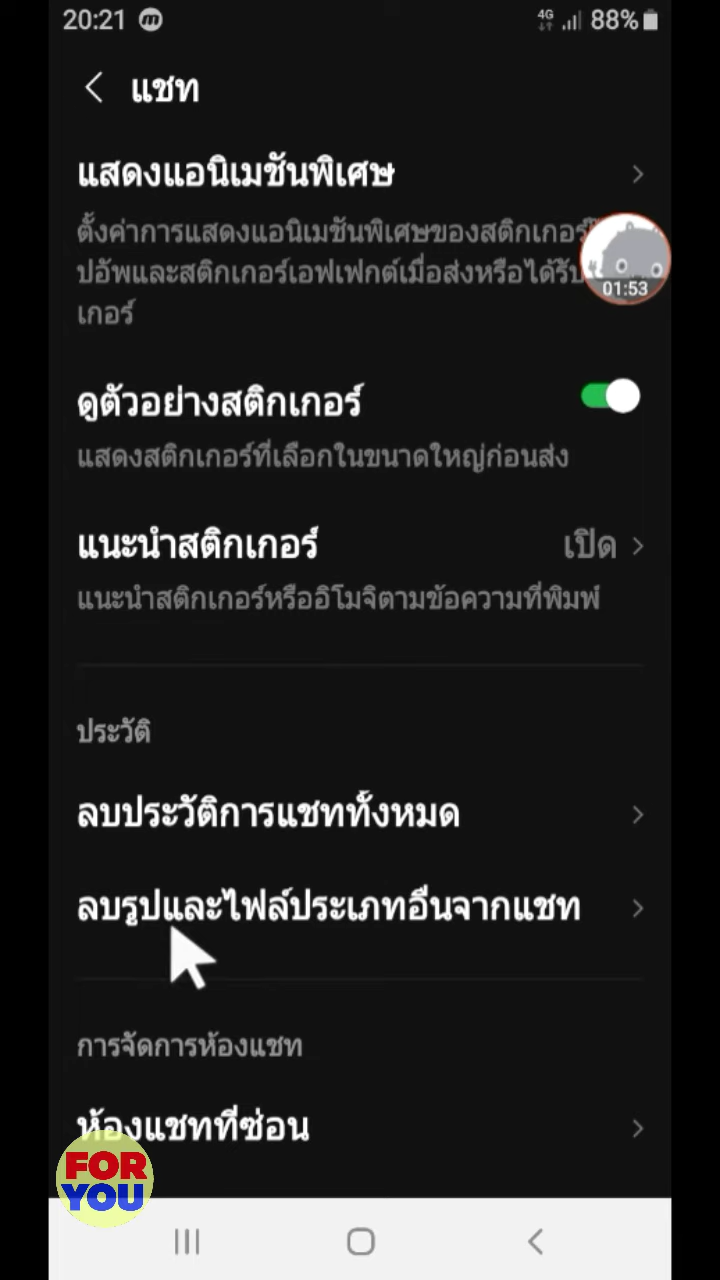 20:21
4G
88%
แชท
แสดงแอนิเมชันพิเศษ
ตั้งค่าการแสดงแอนิเมชันพิเศษของสติกเกอร์
ปอัพและสติกเกอร์เอฟเฟกต์เมื่อส่งหรือได้รับ
เกอร์
01:53
ดูตัวอย่างสติกเกอร์
แสดงสติกเกอร์ที่เลือกในขนาดใหญ่ก่อนส่ง
แนะนำสติกเกอร์
เปิด
แนะนำสติกเกอร์หรืออิโมจิตามข้อความที่พิมพ์
ประวัติ
ลบประวัติการแชททั้งหมด
ลบรูปและไฟล์ประเภทอื่นจากแชท
การจัดการห้องแชท
ห้องแชทที่ซ่อน
FOR
YOU